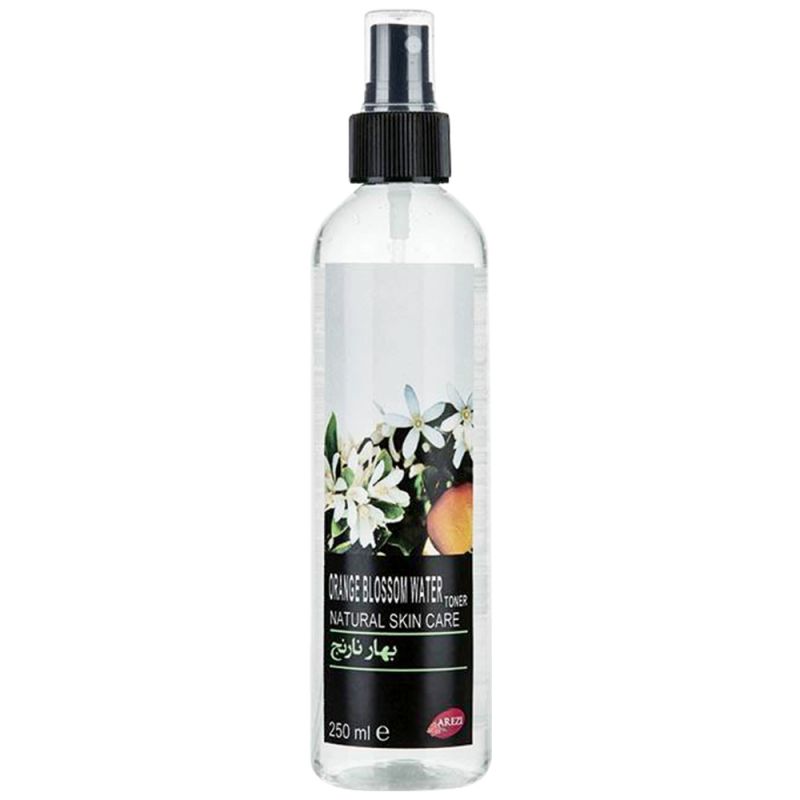 ORANGE BLOSSOM WATER TONER
NATURAL SKIN CARE
بهار نارنج
250 ml e
AREZI